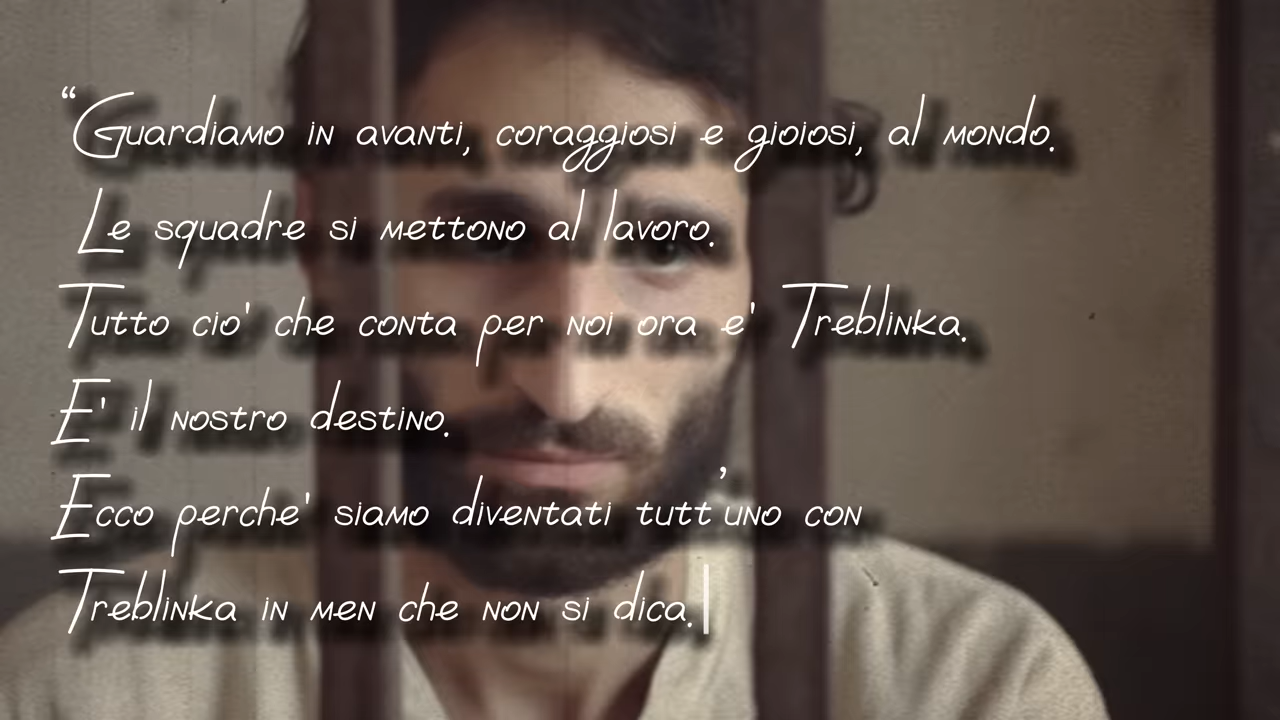 “Guardiamo in avanti, coraggiosi e gioiosi, al mondo.
Le squadre si mettono al lavoro.
Tutto cio' che conta per noi ora e' Treblinka.
E' il nostro destino.
Ecco perche' siamo diventati tutt’uno con
Treblinka in men che non si dica.